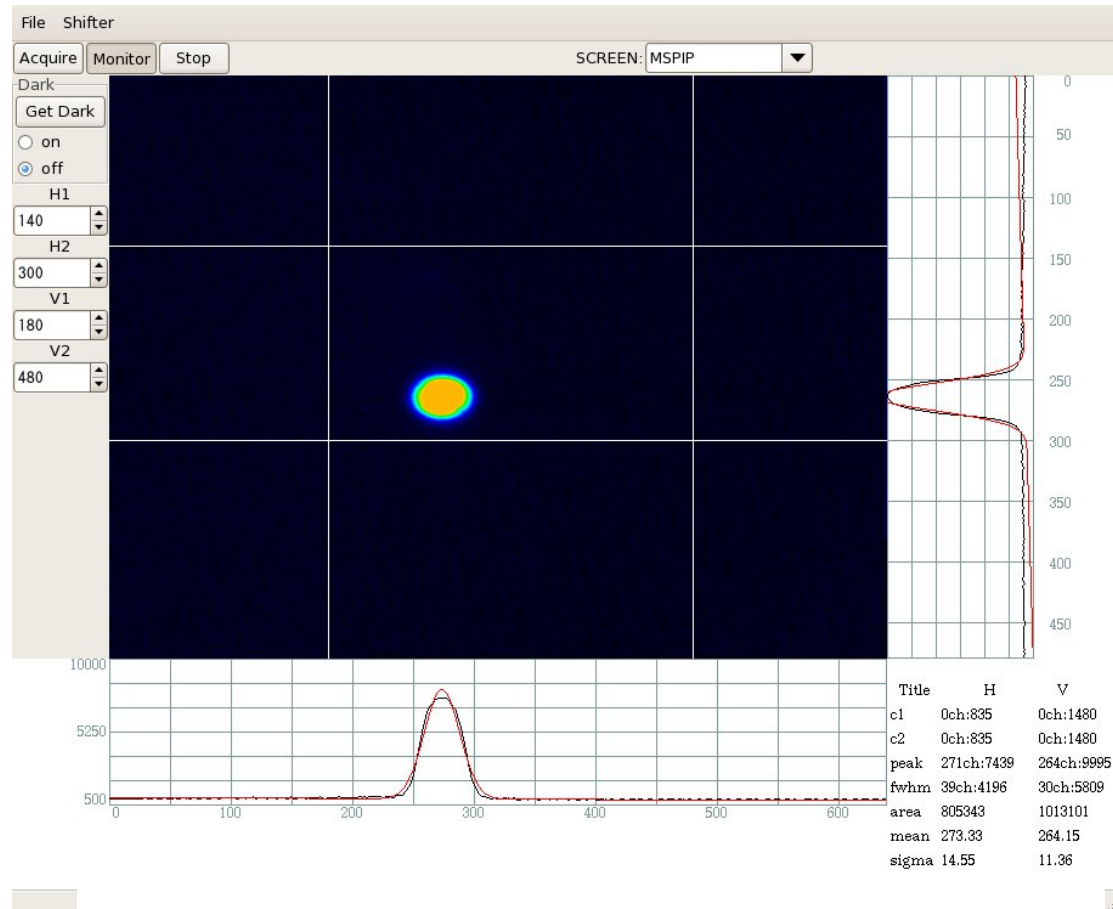 File Shifter
Acquire Monitor Stop SCREEN: MSPIP
Dark
Get Dark
on
off
H1
140
H2
300
V1
180
V2
480
0
50
100
150
200
250
300
350
400
450
10000
5250
500
0 100 200 300 400 500 600
Title H V
c1 0ch:835 0ch:1480
c2 0ch:835 0ch:1480
peak 271ch:7439 264ch:9995
fwhm 39ch:4196 30ch:5809
area 805343 1013101
mean 273.33 264.15
sigma 14.55 11.36